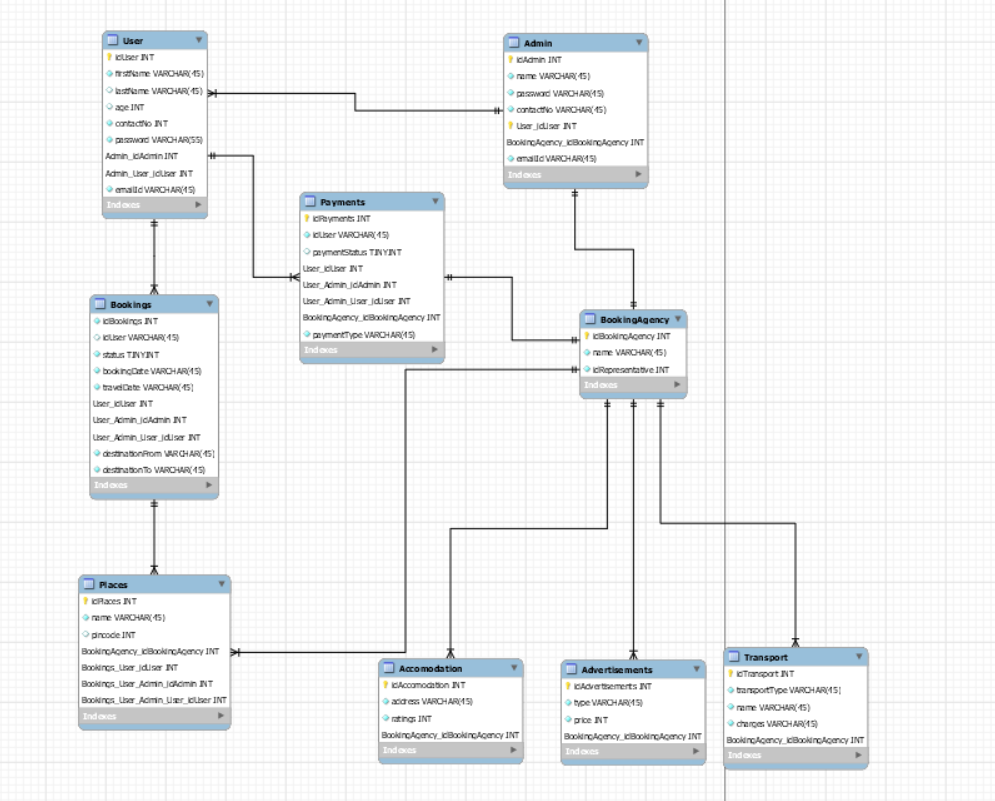 User
idUser INT
firstName VARCHAR(45)
lastName VARCHAR(45)
age INT
contactNo INT
password VARCHAR(55)
Admin_idAdmin INT
Admin_User_idUser INT
emailId VARCHAR(45)
Indexes
Admin
idAdmin INT
name VARCHAR(45)
password VARCHAR(45)
contactNo VARCHAR(45)
User_idUser INT
BookingAgency_idBookingAgency INT
emailId VARCHAR(45)
Indexes
Payments
idPayments INT
idUser VARCHAR(45)
paymentStatus TINYINT
User_idUser INT
User_Admin_idAdmin INT
User_Admin_User_idUser INT
BookingAgency_idBookingAgency INT
paymentType VARCHAR(45)
Indexes
Bookings
idBookings INT
idUser VARCHAR(45)
status TINYINT
bookingDate VARCHAR(45)
travelDate VARCHAR(45)
User_idUser INT
User_Admin_idAdmin INT
User_Admin_User_idUser INT
destinationFrom VARCHAR(45)
destinationTo VARCHAR(45)
Indexes
BookingAgency
idBookingAgency INT
name VARCHAR(45)
idRepresentative INT
Indexes
Places
idPlaces INT
name VARCHAR(45)
pincode INT
BookingAgency_idBookingAgency INT
Bookings_User_idUser INT
Bookings_User_Admin_idAdmin INT
Bookings_User_Admin_User_idUser INT
Indexes
Accomodation
idAccomodation INT
address VARCHAR(45)
ratings INT
BookingAgency_idBookingAgency INT
Indexes
Advertisements
idAdvertisements INT
type VARCHAR(45)
price INT
BookingAgency_idBookingAgency INT
Indexes
Transport
idTransport INT
transportType VARCHAR(45)
name VARCHAR(45)
charges VARCHAR(45)
BookingAgency_idBookingAgency INT
Indexes